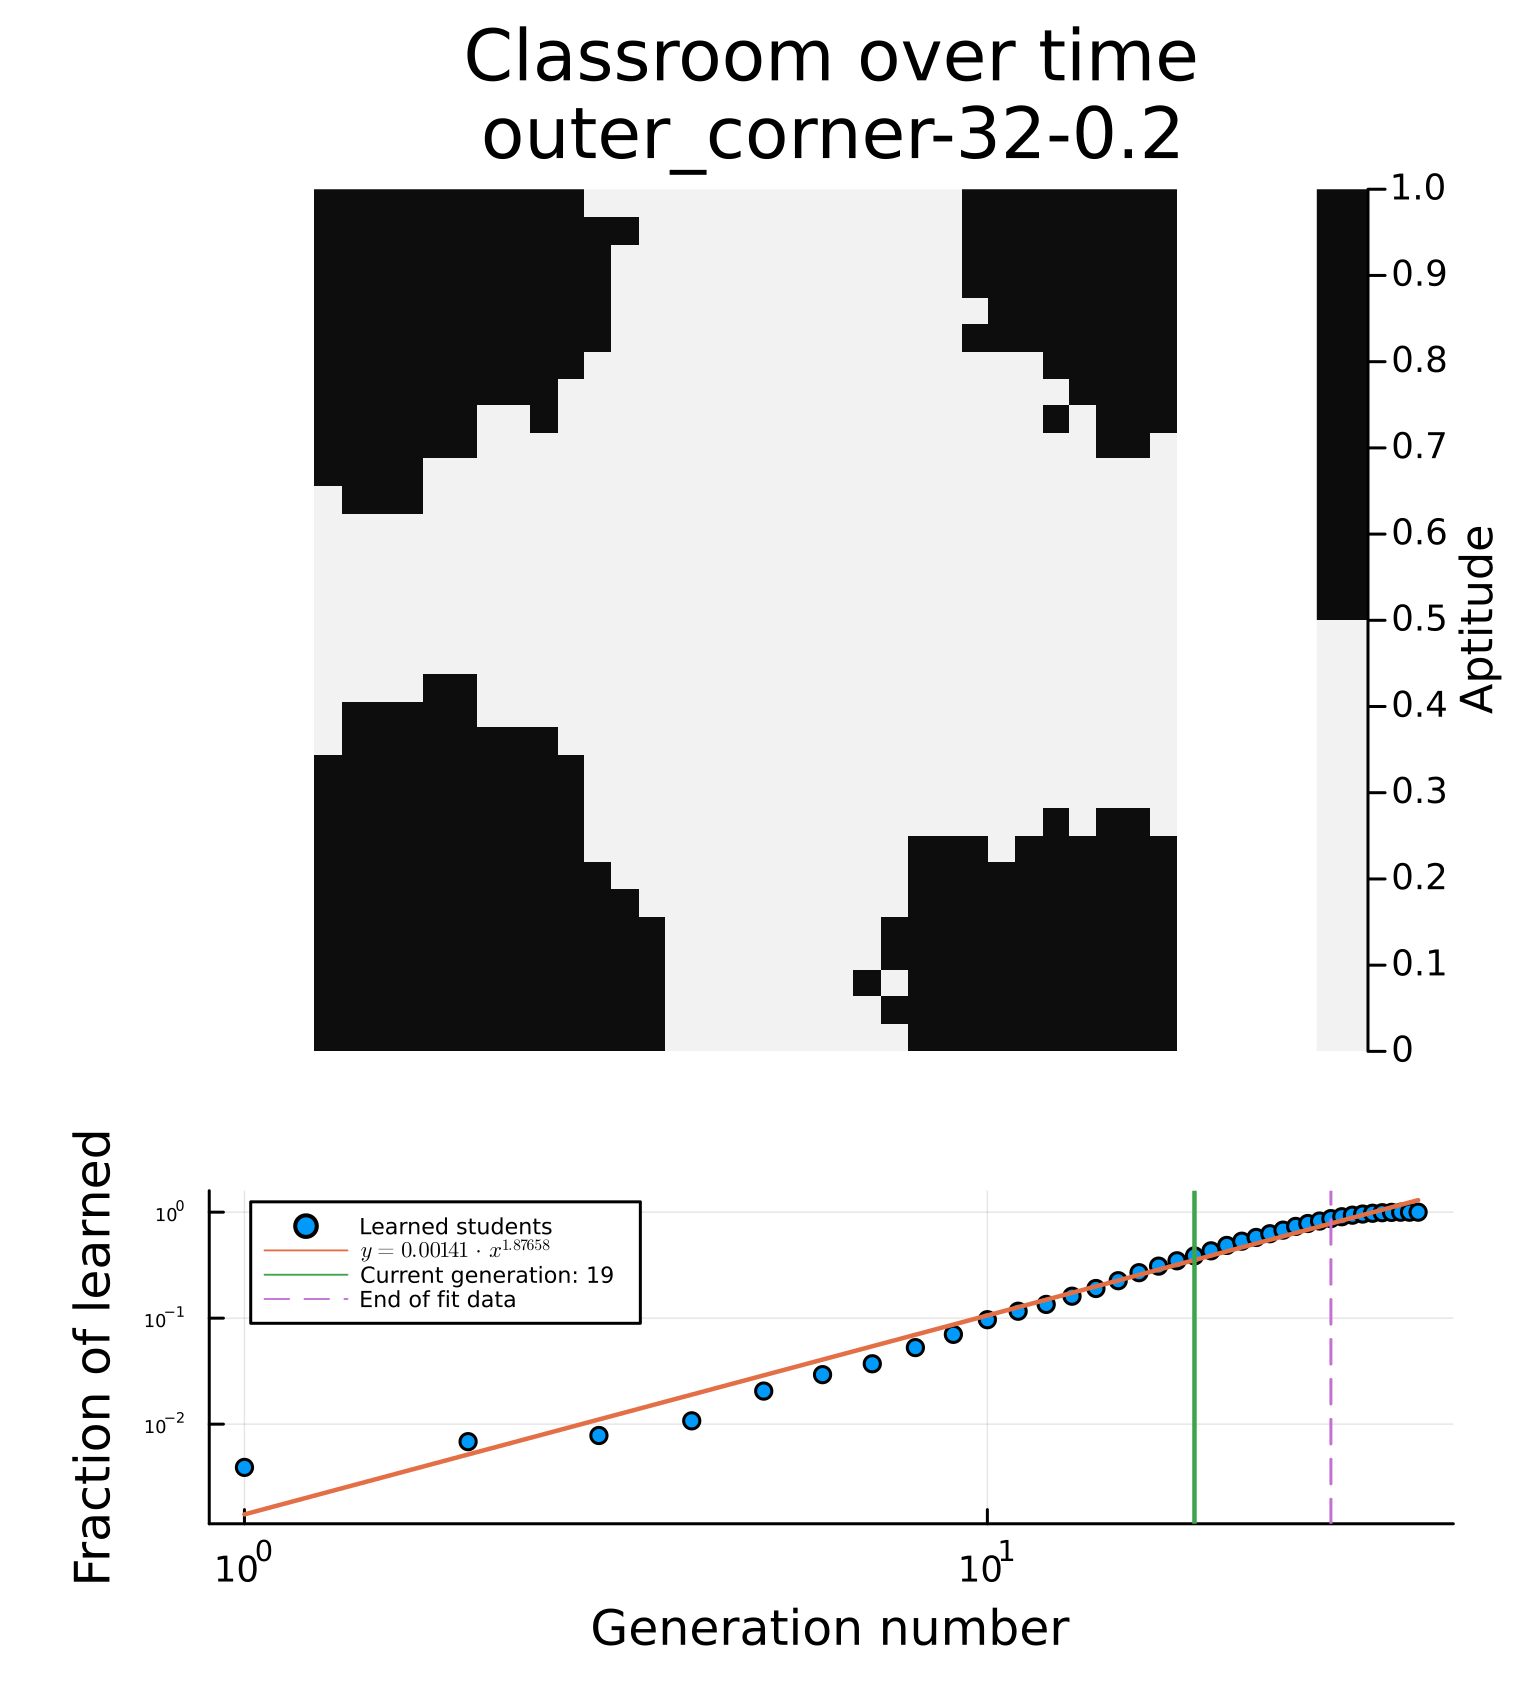 Classroom over time
outer_corner-32-0.2
1.0
0.9
0.8
0.7
0.6
0.5
0.4
0.3
0.2
0.1
0
Aptitude
Fraction of learned
10^0
10^−1
10^−2
Learned students
y = 0.00141 · x^1.87658
Current generation: 19
End of fit data
10^0
10^1
Generation number